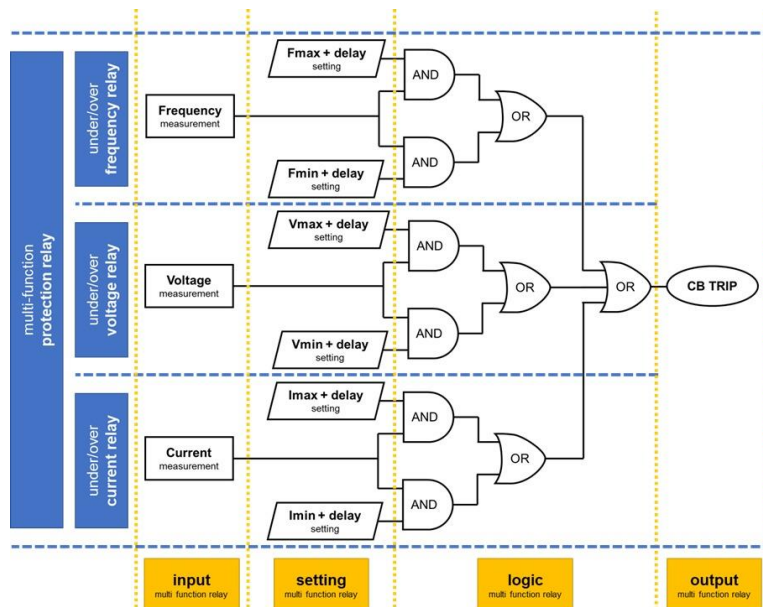 multi-function
protection relay
under/over
frequency relay
Frequency
measurement
Fmax + delay
setting
Fmin + delay
setting
AND
AND
OR
under/over
voltage relay
Voltage
measurement
Vmax + delay
setting
Vmin + delay
setting
AND
AND
OR
OR
CB TRIP
under/over
current relay
Current
measurement
Imax + delay
setting
Imin + delay
setting
AND
AND
OR
input
multi function relay
setting
multi function relay
logic
multi function relay
output
multi function relay